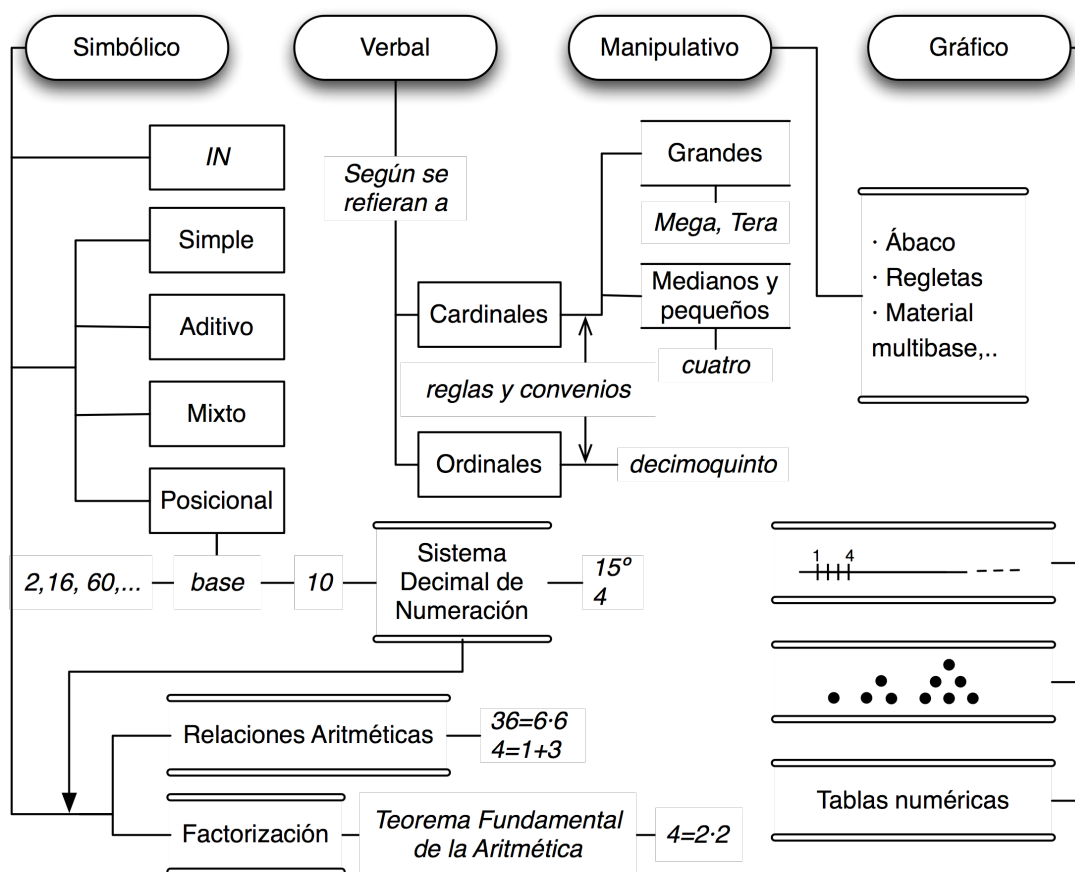 Simbólico
Verbal
Manipulativo
Gráfico
IN
Simple
Aditivo
Mixto
Posicional
Según se
refieran a
Cardinales
reglas y convenios
Ordinales
Grandes
Mega, Tera
Medianos y
pequeños
cuatro
decimoquinto
· Ábaco
· Regletas
· Material
multibase,..
2,16, 60,...
base
10
Sistema
Decimal de
Numeración
15º
4
1 4
Relaciones Aritméticas
36=6·6
4=1+3
Factorización
Teorema Fundamental
de la Aritmética
4=2·2
Tablas numéricas